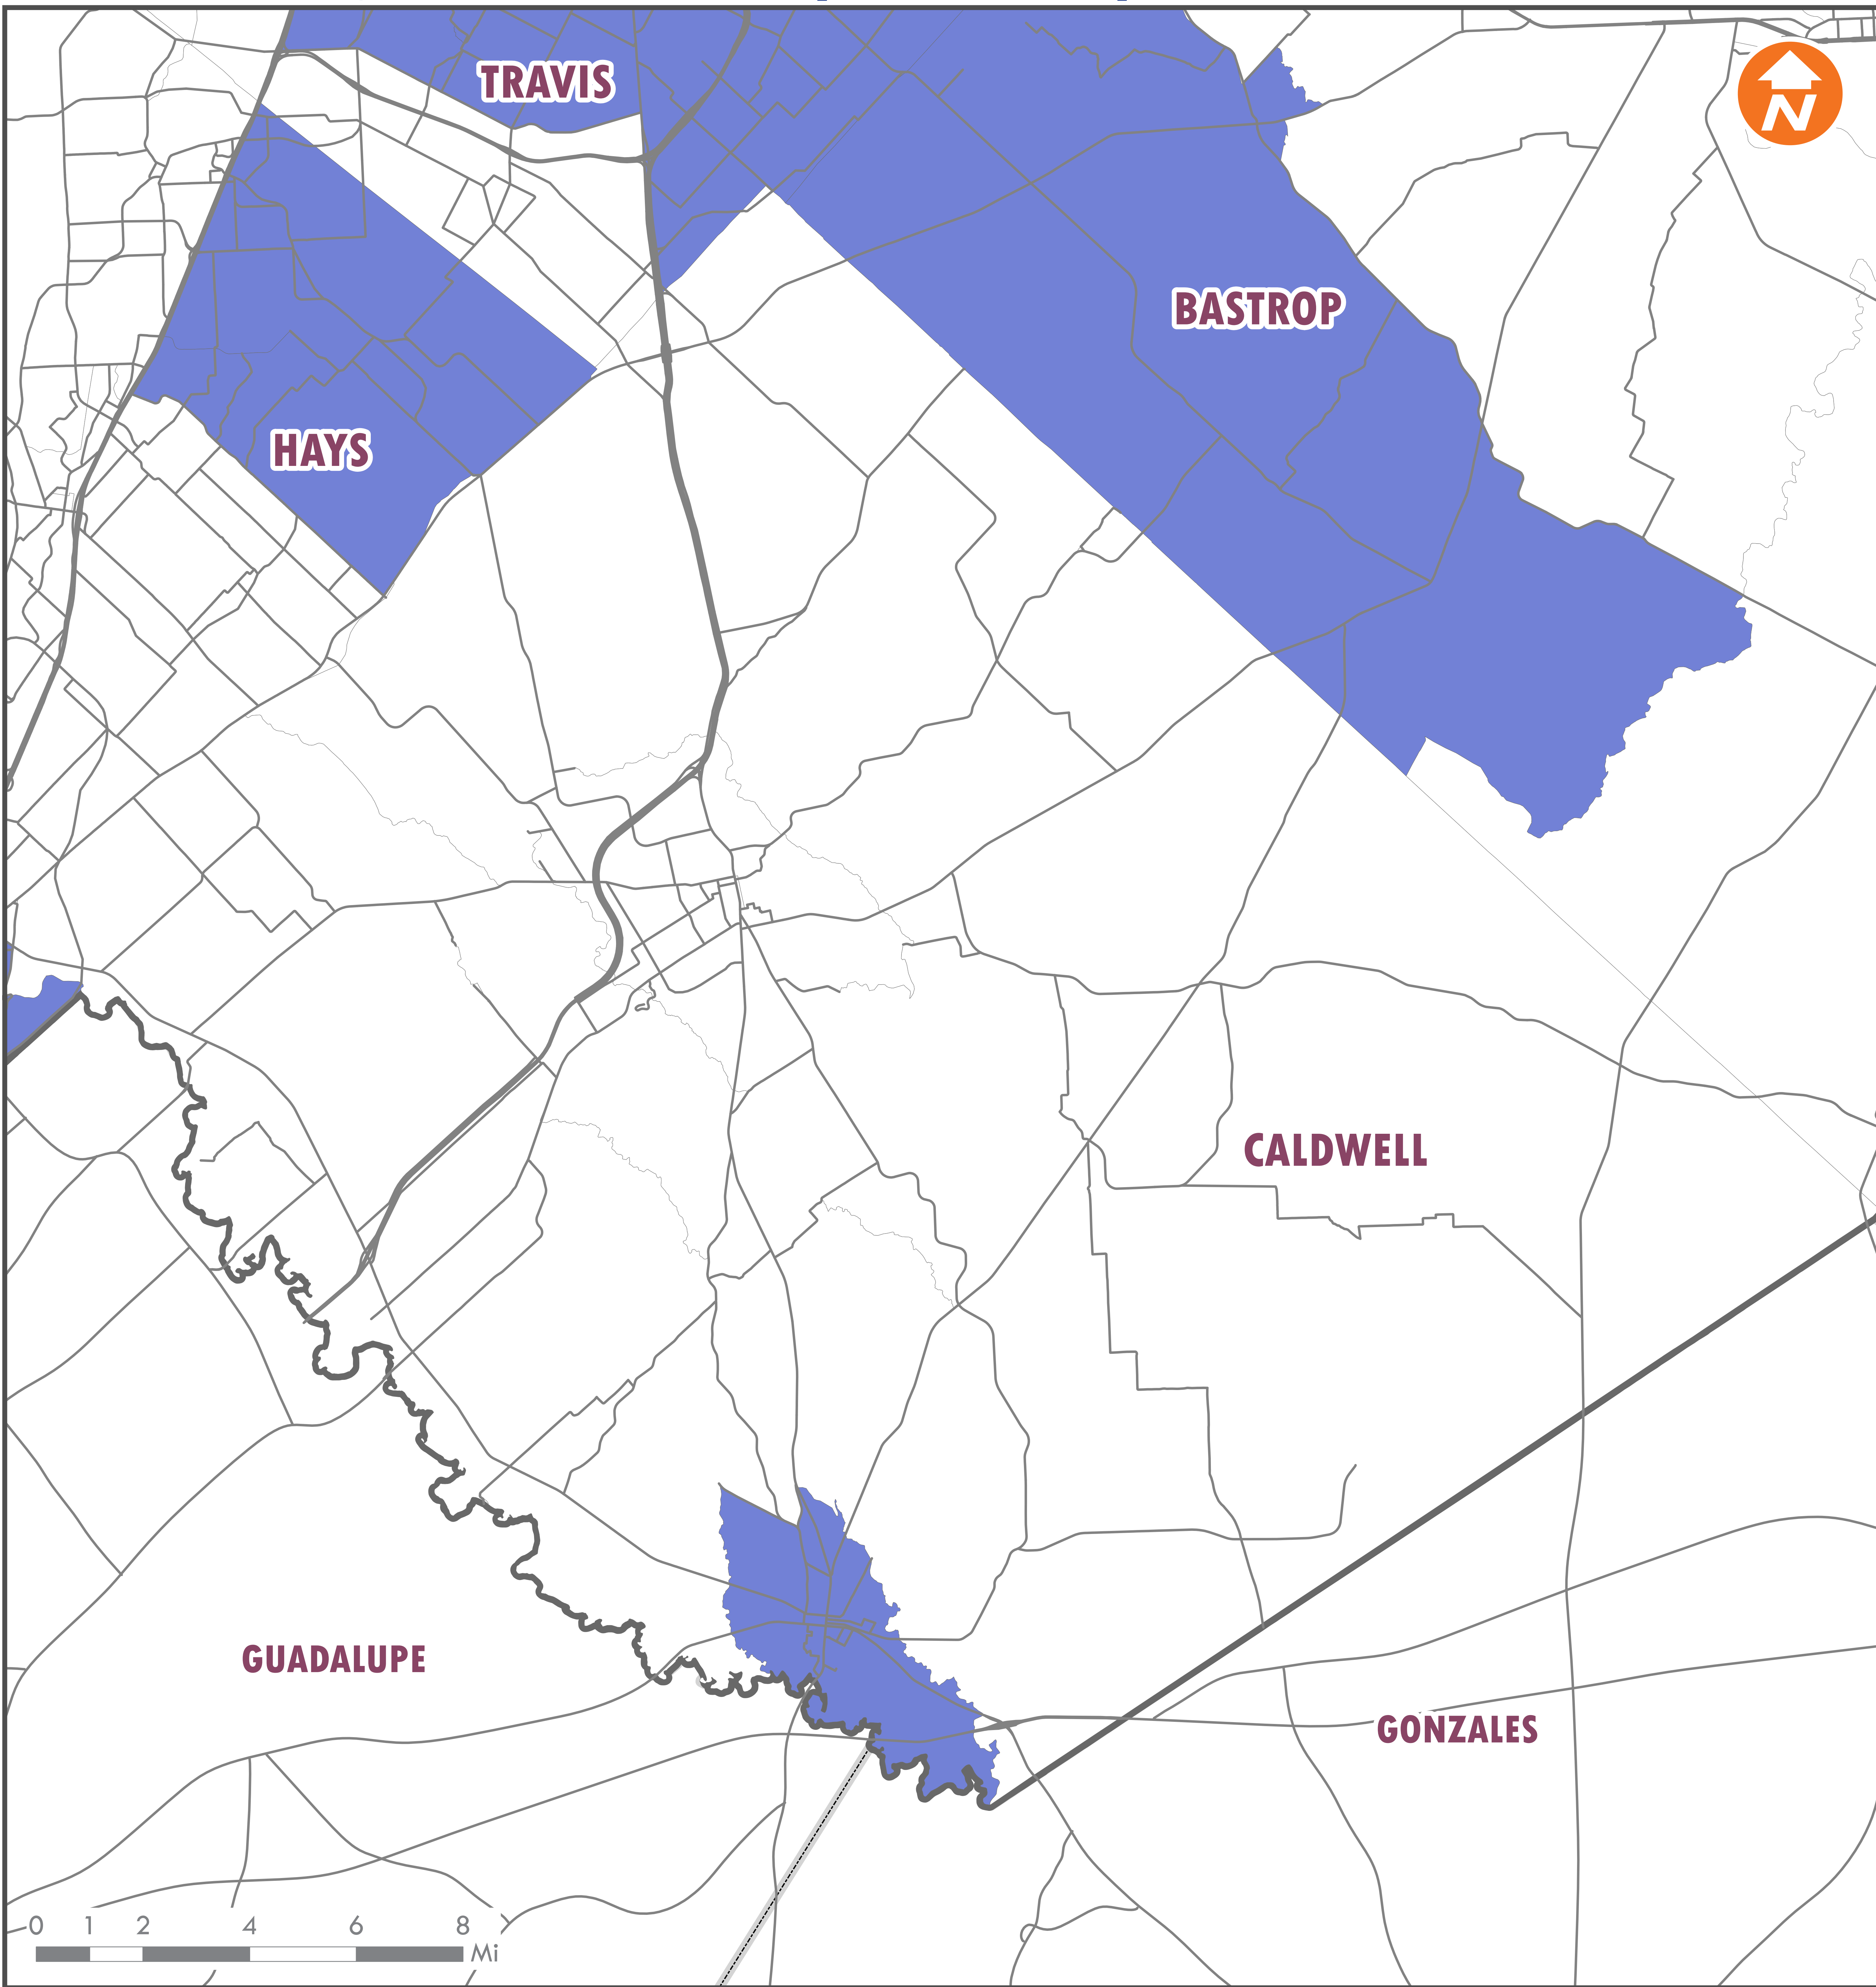 TRAVIS
N
BASTROP
HAYS
CALDWELL
GUADALUPE
GONZALES
0 1 2 4 6 8
Mi